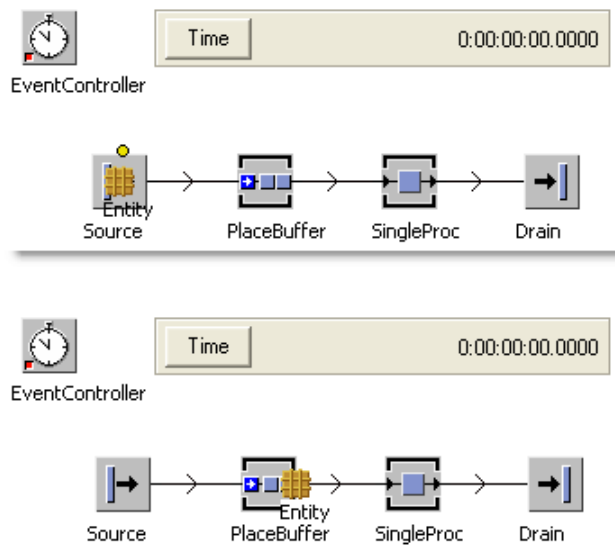 Time 0:00:00:00.0000
EventController
Entity
Source PlaceBuffer SingleProc Drain
Time 0:00:00:00.0000
EventController
Entity
Source PlaceBuffer SingleProc Drain